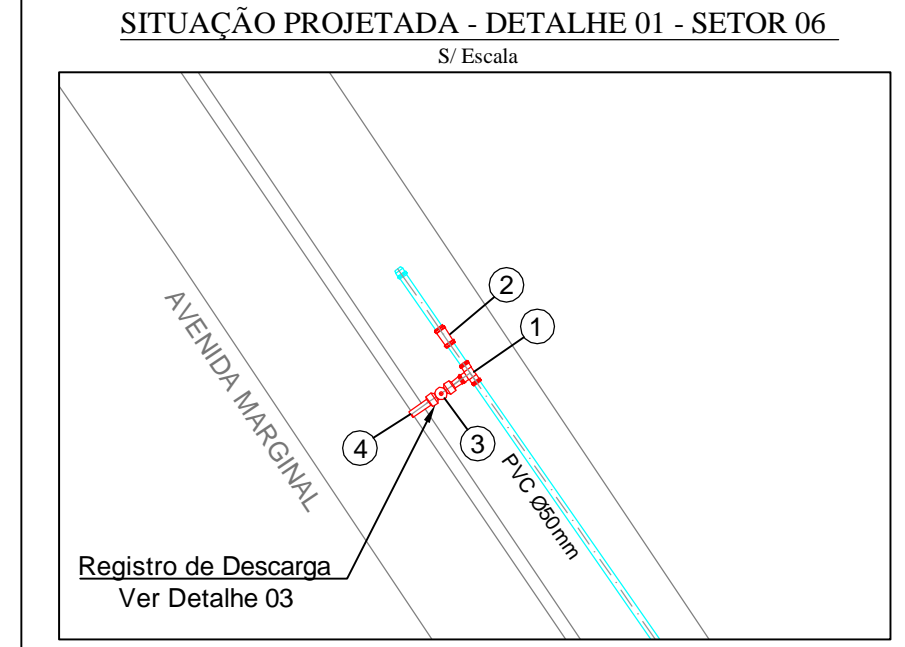 SITUAÇÃO PROJETADA - DETALHE 01 - SETOR 06
S/ Escala
2
1
AVENIDA MARGINAL
4
3
PVC Ø50mm
Registro de Descarga
Ver Detalhe 03